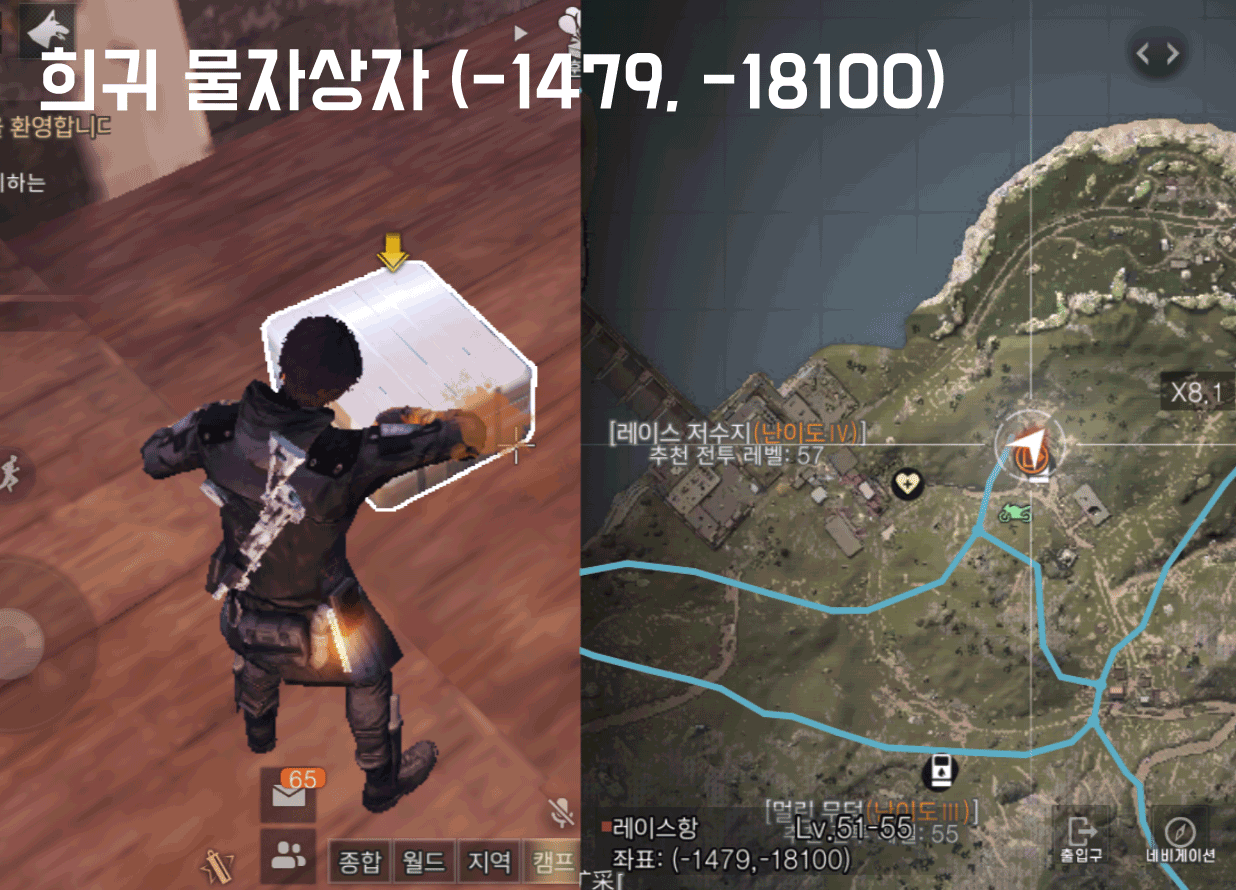 희귀 물자상자 (-1479, -18100)
환영합니다
하는
X8.1
[레이스 저수지(난이도Ⅳ)]
추천 전투 레벨: 57
65
[멀리 무덤(난이도Ⅲ)]
레벨: 55
레이스항 Lv.51-55
좌표: (-1479,-18100)
출입구
네비게이션
종합
월드
지역
캠프